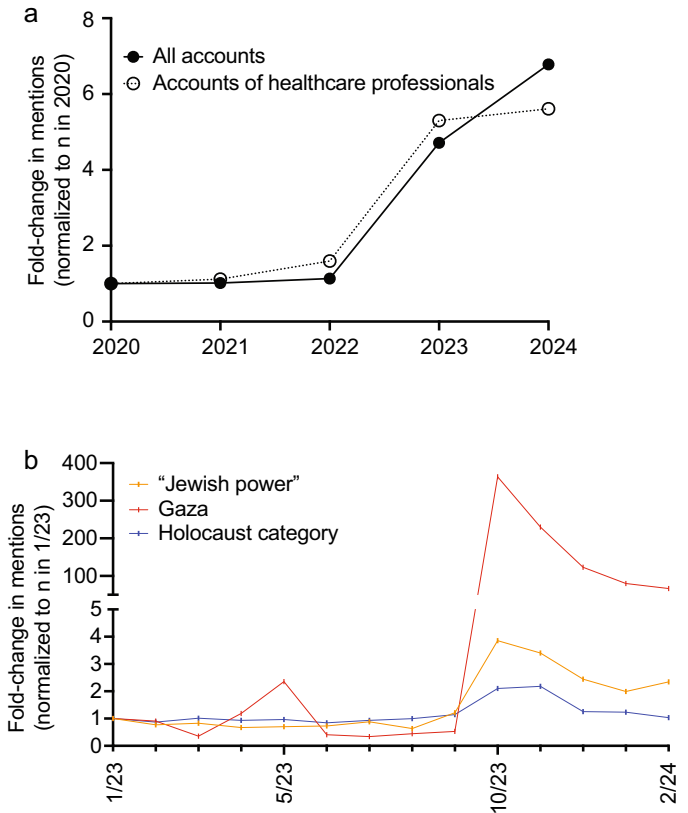 a
8
6
4
2
0
Fold-change in mentions
(normalized to n in 2020)
All accounts
Accounts of healthcare professionals
2020 2021 2022 2023 2024
b
400
300
200
100
5
4
3
2
1
0
Fold-change in mentions
(normalized to n in 1/23)
“Jewish power”
Gaza
Holocaust category
1/23 5/23 10/23 2/24